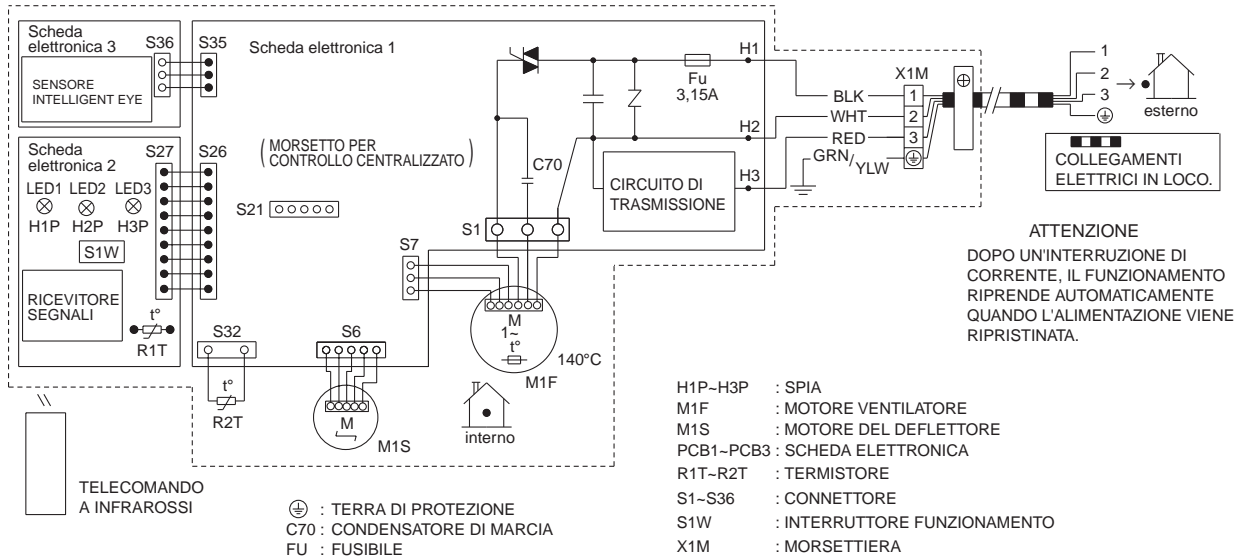 Scheda
elettronica 3
S36
S35
SENSORE
INTELLIGENT EYE
Scheda elettronica 1
Fu
3,15A
H1
X1M
BLK
1
WHT
2
RED
3
GRN/YLW
1
2
3
esterno
COLLEGAMENTI
ELETTRICI IN LOCO.
Scheda
elettronica 2
S27
S26
LED1 LED2 LED3
H1P H2P H3P
S1W
RICEVITORE
SEGNALI
t°
R1T
(MORSETTO PER
CONTROLLO CENTRALIZZATO)
S21
C70
H2
H3
CIRCUITO DI
TRASMISSIONE
S1
S7
M
1~
t°
140°C
M1F
S32
t°
R2T
S6
M
M1S
interno
ATTENZIONE
DOPO UN'INTERRUZIONE DI
CORRENTE, IL FUNZIONAMENTO
RIPRENDE AUTOMATICAMENTE
QUANDO L'ALIMENTAZIONE VIENE
RIPRISTINATA.
TELECOMANDO
A INFRAROSSI
: TERRA DI PROTEZIONE
C70 : CONDENSATORE DI MARCIA
FU : FUSIBILE
H1P~H3P : SPIA
M1F : MOTORE VENTILATORE
M1S : MOTORE DEL DEFLETTORE
PCB1~PCB3 : SCHEDA ELETTRONICA
R1T~R2T : TERMISTORE
S1~S36 : CONNETTORE
S1W : INTERRUTTORE FUNZIONAMENTO
X1M : MORSETTIERA